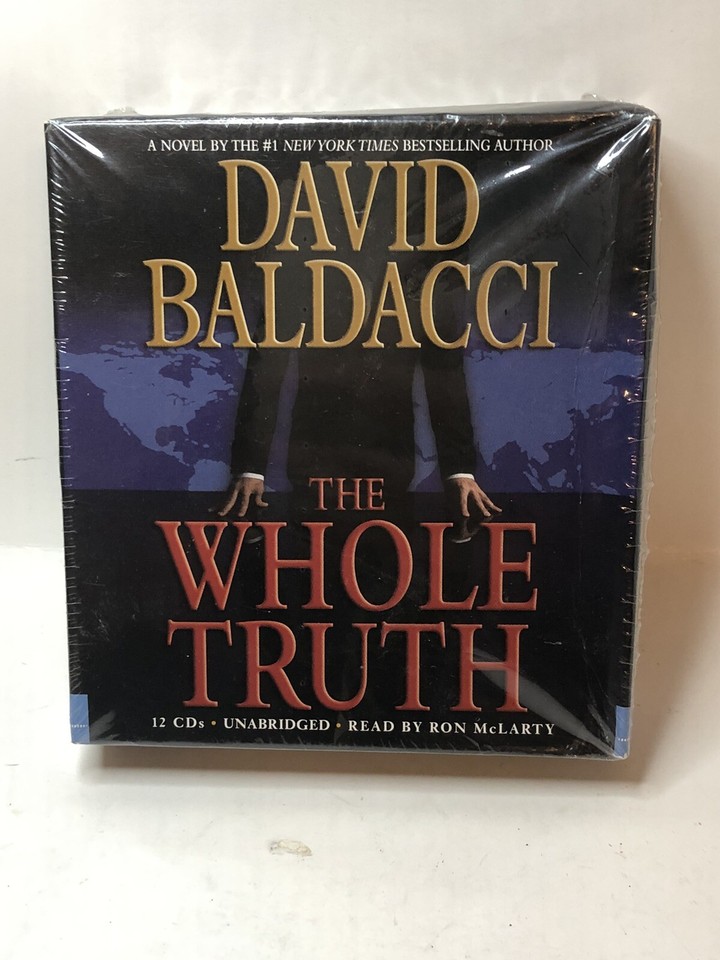 A NOVEL BY THE #1 NEW YORK TIMES BESTSELLING AUTHOR
DAVID
BALDACCI
THE
WHOLE
TRUTH
12 CDs • UNABRIDGED • READ BY RON McLARTY